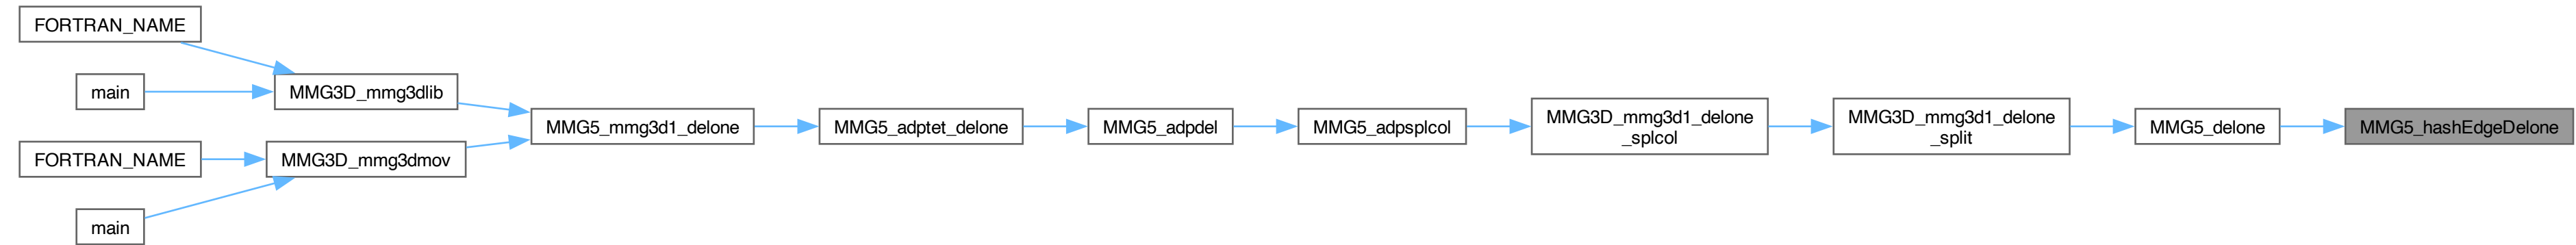 FORTRAN_NAME
main
MMG3D_mmg3dlib
FORTRAN_NAME
main
MMG3D_mmg3dmov
MMG5_mmg3d1_delone
MMG5_adptet_delone
MMG5_adpdel
MMG5_adpsplcol
MMG3D_mmg3d1_delone
_splcol
MMG3D_mmg3d1_delone
_split
MMG5_delone
MMG5_hashEdgeDelone